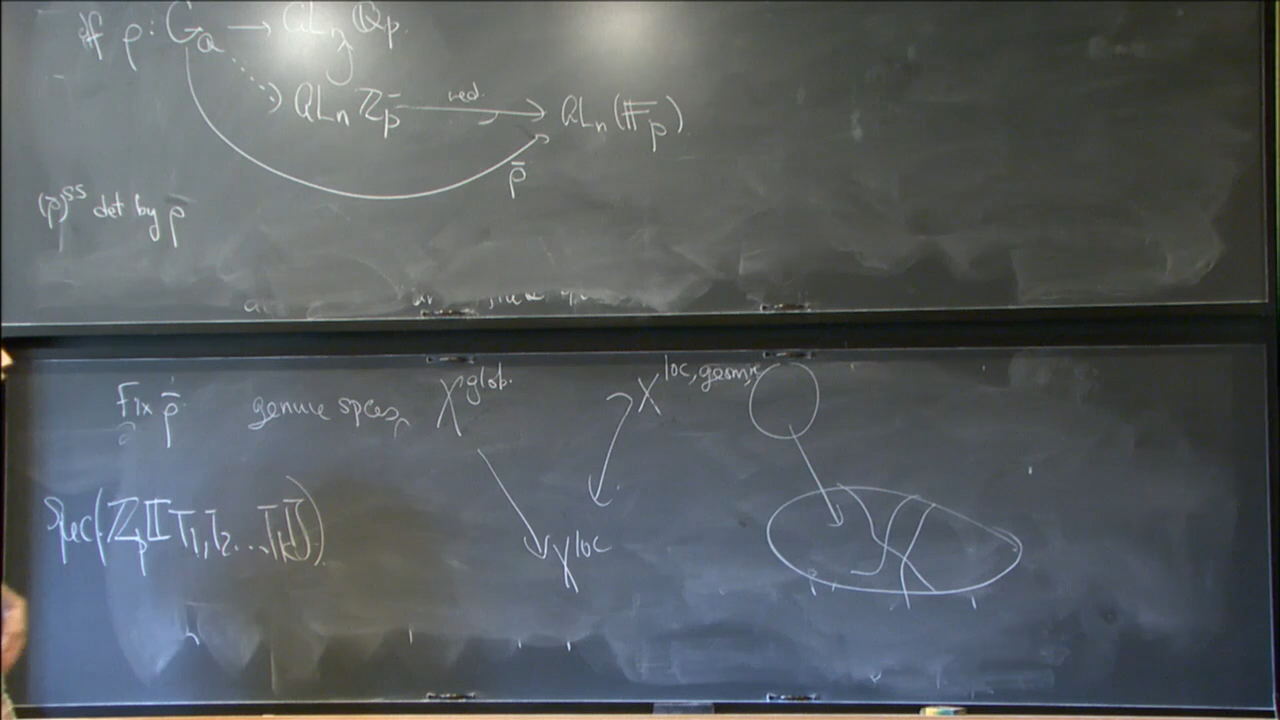 If ρ: G_Q → GL_n Q_p
GL_n Z_p red. → GL_n(F_p)
ρ̄
(ρ̄)^ss det by ρ
Fix ρ̄ genuine spces, X^glob. X^loc,geom,
Spec(Z_p[[T_1, T_2 ... T_k]])
X^loc